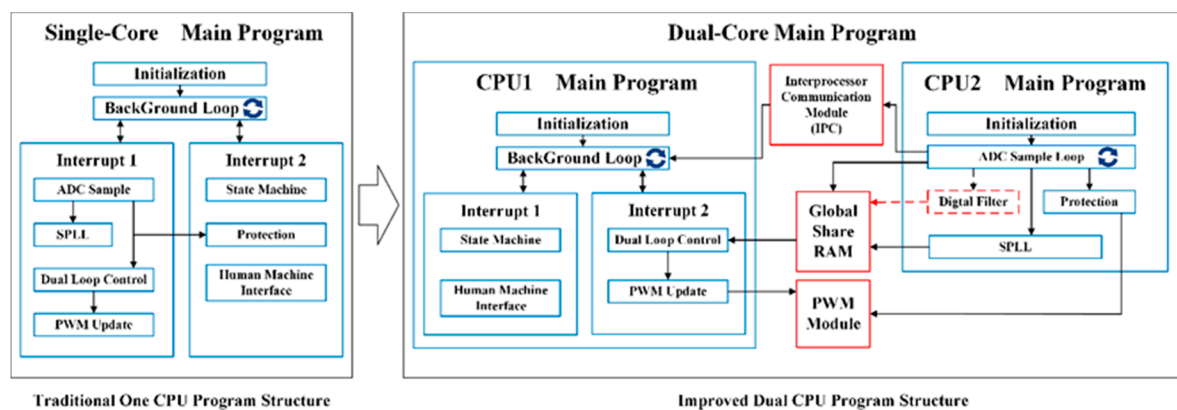 Single-Core Main Program
Initialization
BackGround Loop
Interrupt 1
ADC Sample
SPLL
Dual Loop Control
PWM Update
Interrupt 2
State Machine
Protection
Human Machine
Interface
Traditional One CPU Program Structure
Dual-Core Main Program
CPU1 Main Program
Initialization
BackGround Loop
Interrupt 1
State Machine
Human Machine
Interface
Interrupt 2
Dual Loop Control
PWM Update
Interprocessor
Communication
Module
(IPC)
Global
Share
RAM
PWM
Module
CPU2 Main Program
Initialization
ADC Sample Loop
Digtal Filter
Protection
SPLL
Improved Dual CPU Program Structure